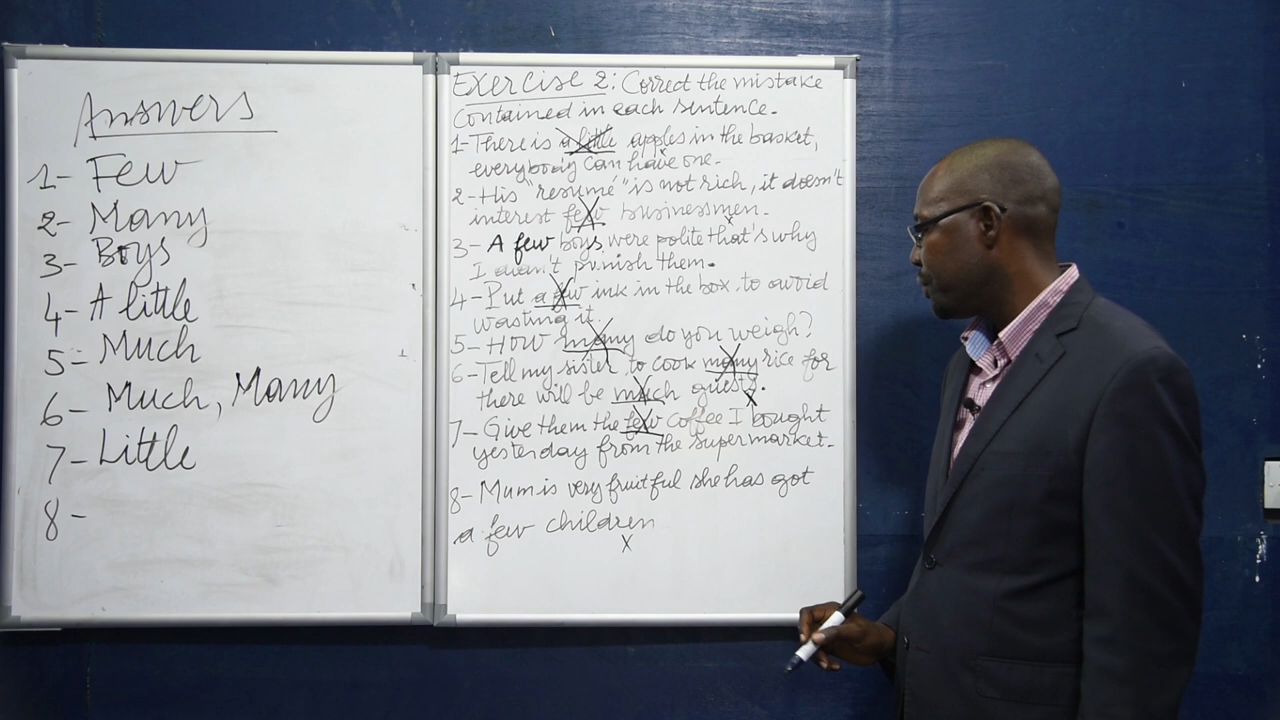 Answers
1- Few
2- Many
3- Boys
4- A little
5- Much
6- Much, Many
7- Little
8-
Exercise 2: Correct the mistake
contained in each sentence.
1- There is a little apples in the basket,
everybody can have one.
2- His "resumé" is not rich, it doesn't
interest few businessmen.
3- A few boys were polite that's why
I didn't punish them.
4- Put a few ink in the box to avoid
wasting it.
5- How many do you weigh?
6- Tell my sister to cook many rice for
there will be much guests.
7- Give them the few coffee I bought
yesterday from the supermarket.
8- Mum is very fruitful she has got
a few children
x